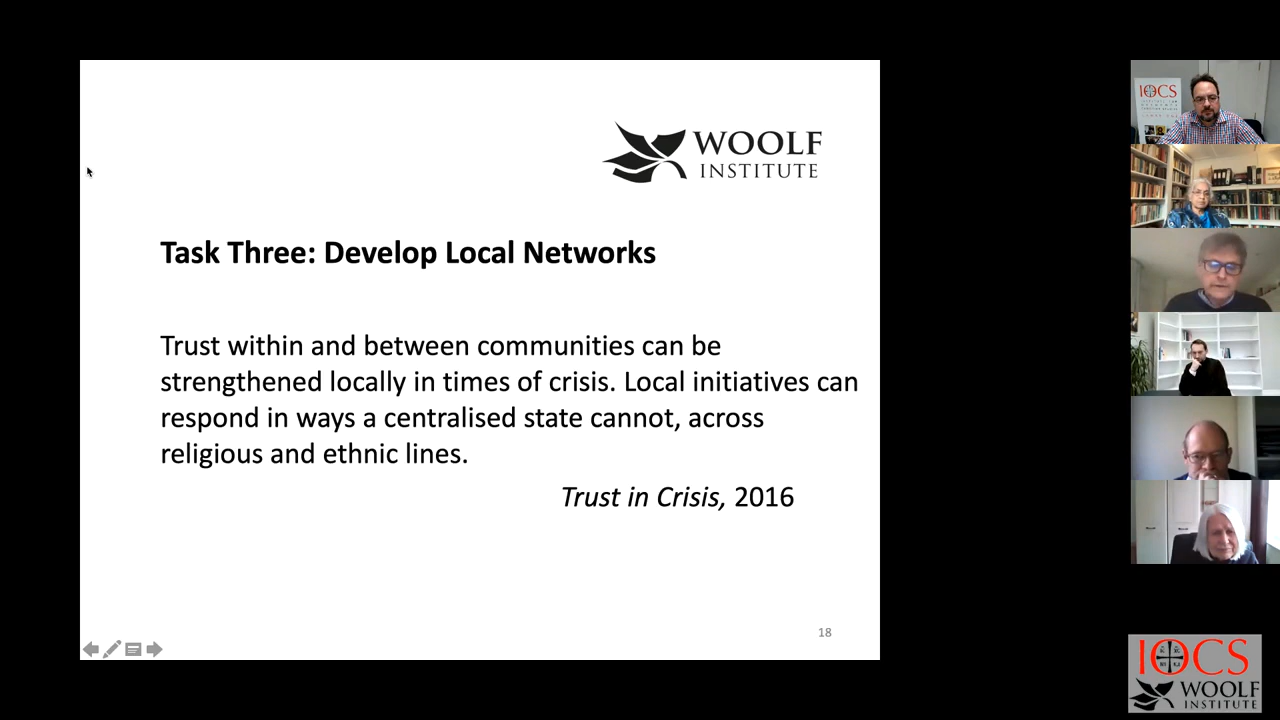 WOOLF
INSTITUTE
Task Three: Develop Local Networks
Trust within and between communities can be
strengthened locally in times of crisis. Local initiatives can
respond in ways a centralised state cannot, across
religious and ethnic lines.
Trust in Crisis, 2016
18
IOCS
IOCS
WOOLF
INSTITUTE